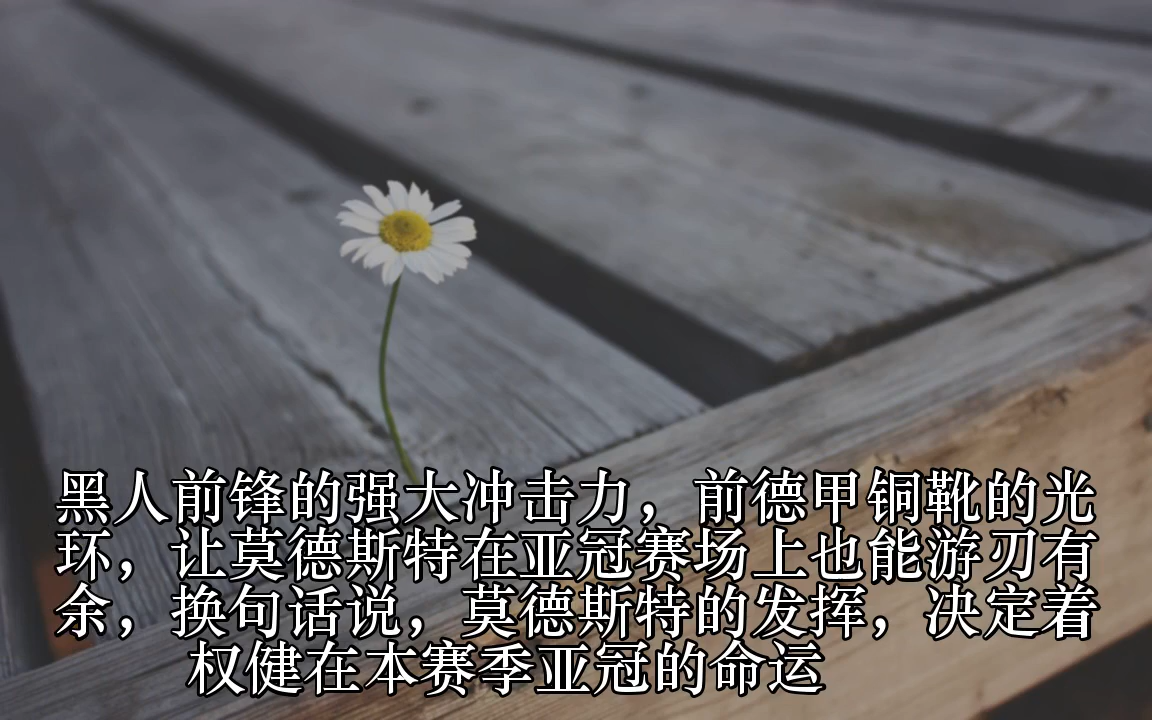 黑人前锋的强大冲击力，前德甲铜靴的光
环，让莫德斯特在亚冠赛场上也能游刃有
余，换句话说，莫德斯特的发挥，决定着
权健在本赛季亚冠的命运